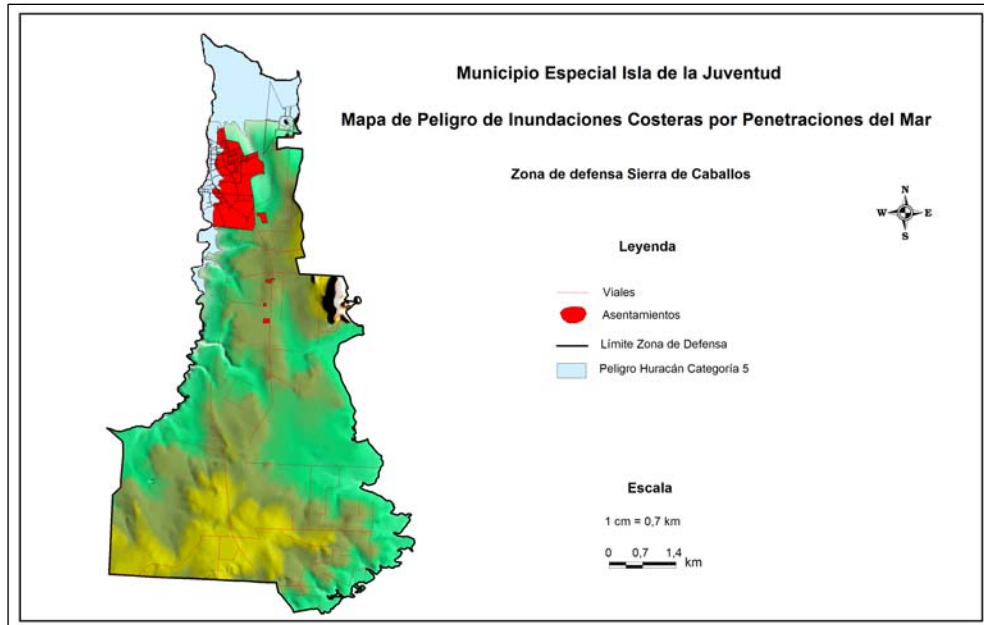 Municipio Especial Isla de la Juventud
Mapa de Peligro de Inundaciones Costeras por Penetraciones del Mar
Zona de defensa Sierra de Caballos
N
W E
S
Leyenda
Viales
Asentamientos
Límite Zona de Defensa
Peligro Huracán Categoría 5
Escala
1 cm = 0,7 km
0 0,7 1,4
km